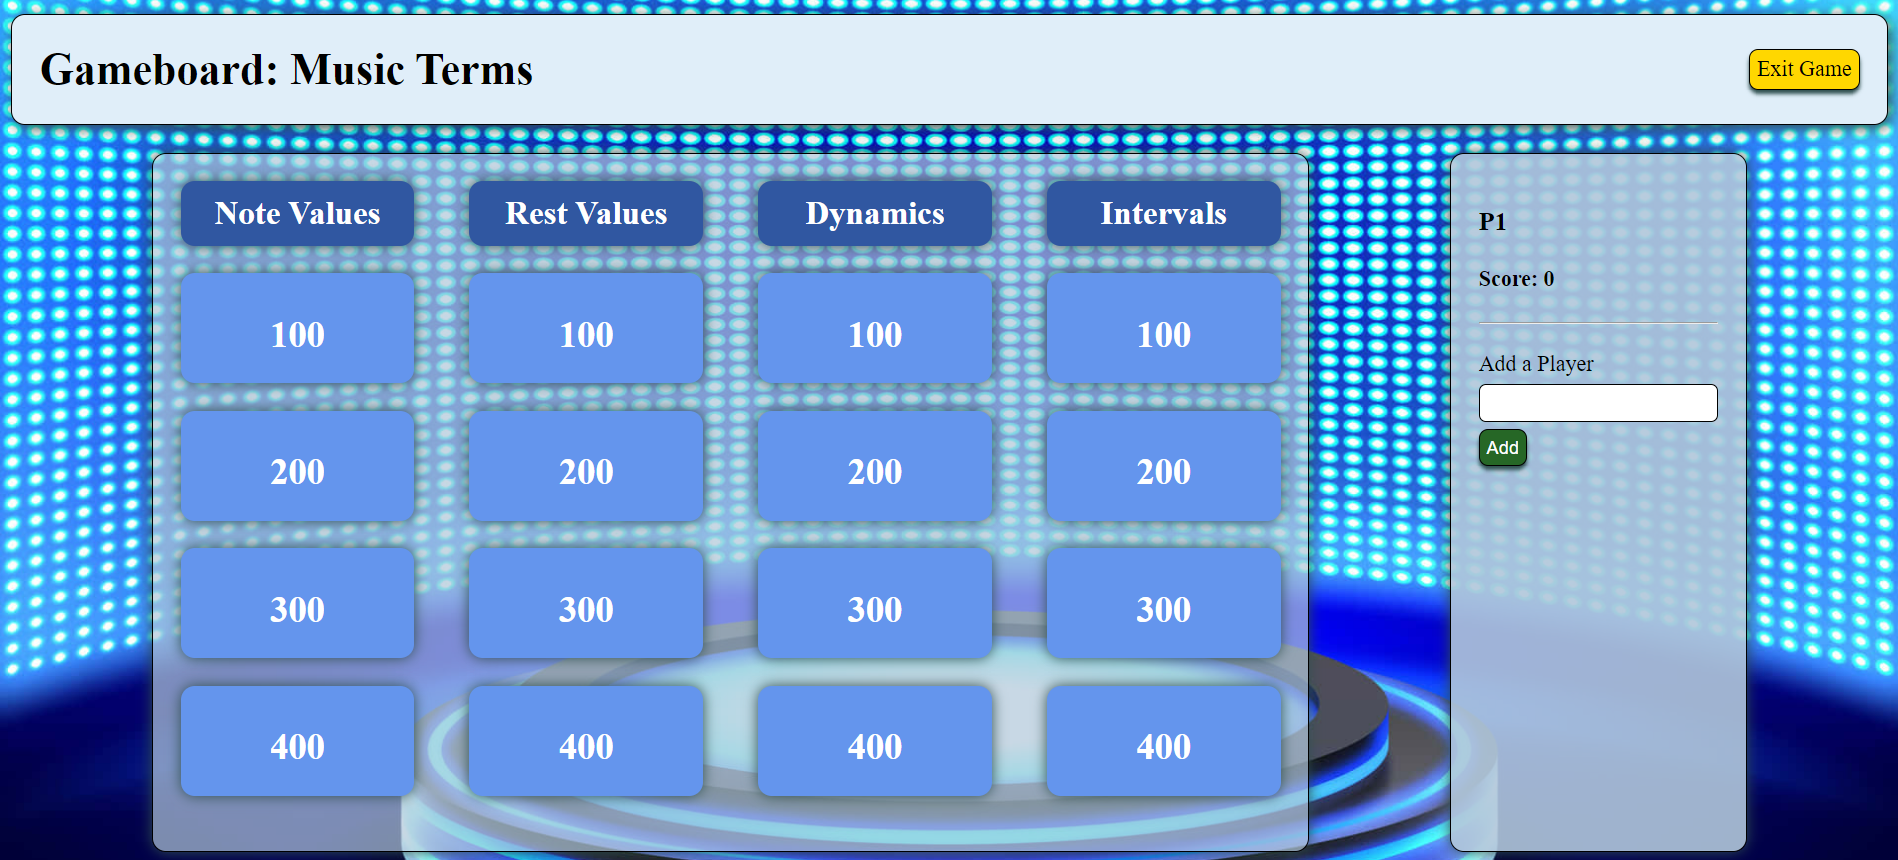 Gameboard: Music Terms
Exit Game
Note Values Rest Values Dynamics Intervals
100 100 100 100
200 200 200 200
300 300 300 300
400 400 400 400
P1
Score: 0
Add a Player
Add